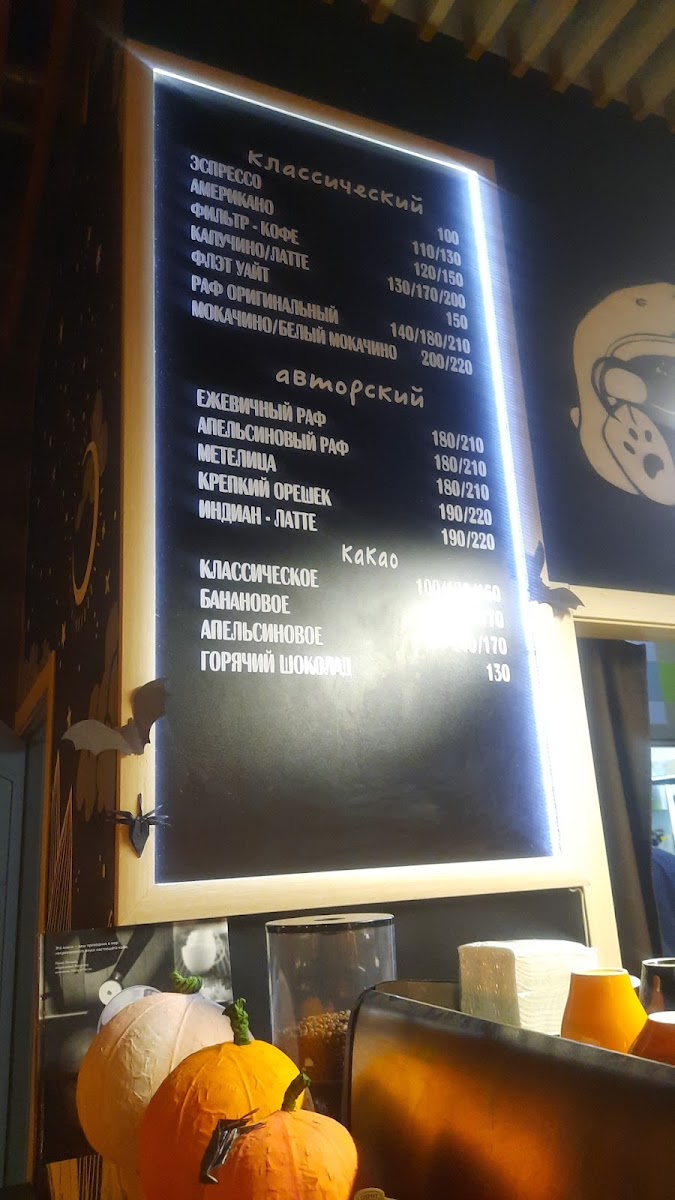 классический
ЭСПРЕССО 100
АМЕРИКАНО 110/130
ФИЛЬТР - КОФЕ 120/150
КАПУЧИНО/ЛАТТЕ 130/170/200
ФЛЭТ УАЙТ 150
РАФ ОРИГИНАЛЬНЫЙ 140/180/210
МОКАЧИНО/БЕЛЫЙ МОКАЧИНО 200/220
авторский
ЕЖЕВИЧНЫЙ РАФ 180/210
АПЕЛЬСИНОВЫЙ РАФ 180/210
МЕТЕЛИЦА 180/210
КРЕПКИЙ ОРЕШЕК 190/220
ИНДИАН - ЛАТТЕ 190/220
какао
КЛАССИЧЕСКОЕ
БАНАНОВОЕ
АПЕЛЬСИНОВОЕ
ГОРЯЧИЙ ШОКОЛАД 130